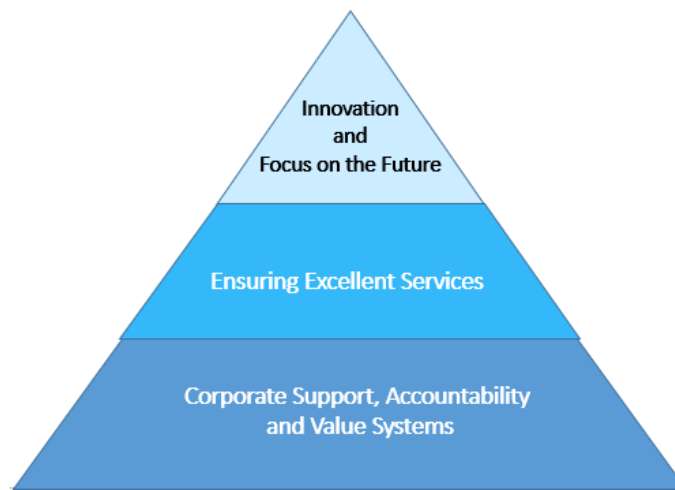 Innovation
and
Focus on the Future
Ensuring Excellent Services
Corporate Support, Accountability
and Value Systems